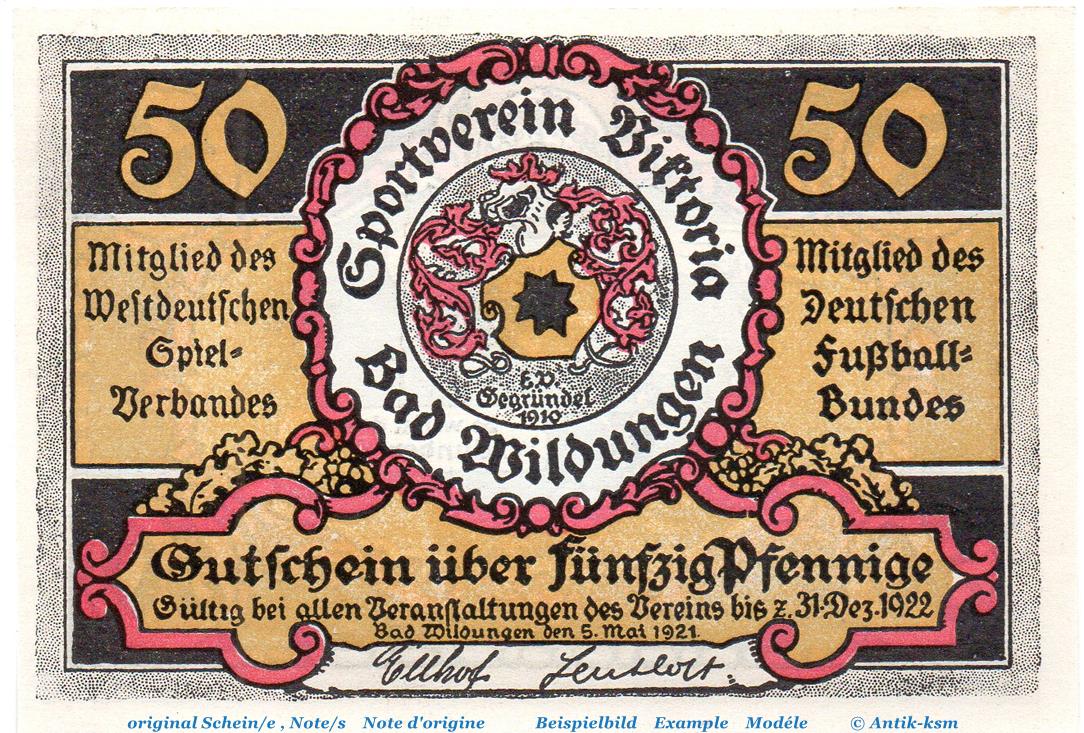 50
50
Sportverein Viktoria
Bad Wildungen
E.V.
Gegründet
1910
Mitglied des
Westdeutschen
Spiel-
Verbandes
Mitglied des
Deutschen
Fußball-
Bundes
Gutschein über fünfzig Pfennige
Gültig bei allen Veranstaltungen des Vereins bis z. 31. Dez. 1922
Bad Wildungen den 5. Mai 1921.
Ellhof
original Schein/e , Note/s Note d'origine Beispielbild Example Modéle © Antik-ksm